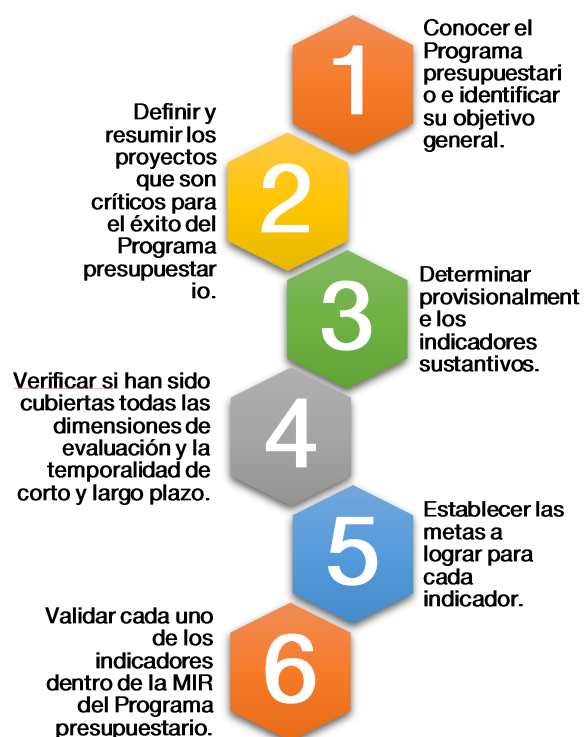 1
Conocer el
Programa
presupuestari
o e identificar
su objetivo
general.
2
Definir y
resumir los
proyectos
que son
críticos para
el éxito del
Programa
presupuestar
io.
3
Determinar
provisionalment
e los
indicadores
sustantivos.
4
Verificar si han sido
cubiertas todas las
dimensiones de
evaluación y la
temporalidad de
corto y largo plazo.
5
Establecer las
metas a
lograr para
cada
indicador.
6
Validar cada uno
de los
indicadores
dentro de la MIR
del Programa
presupuestario.